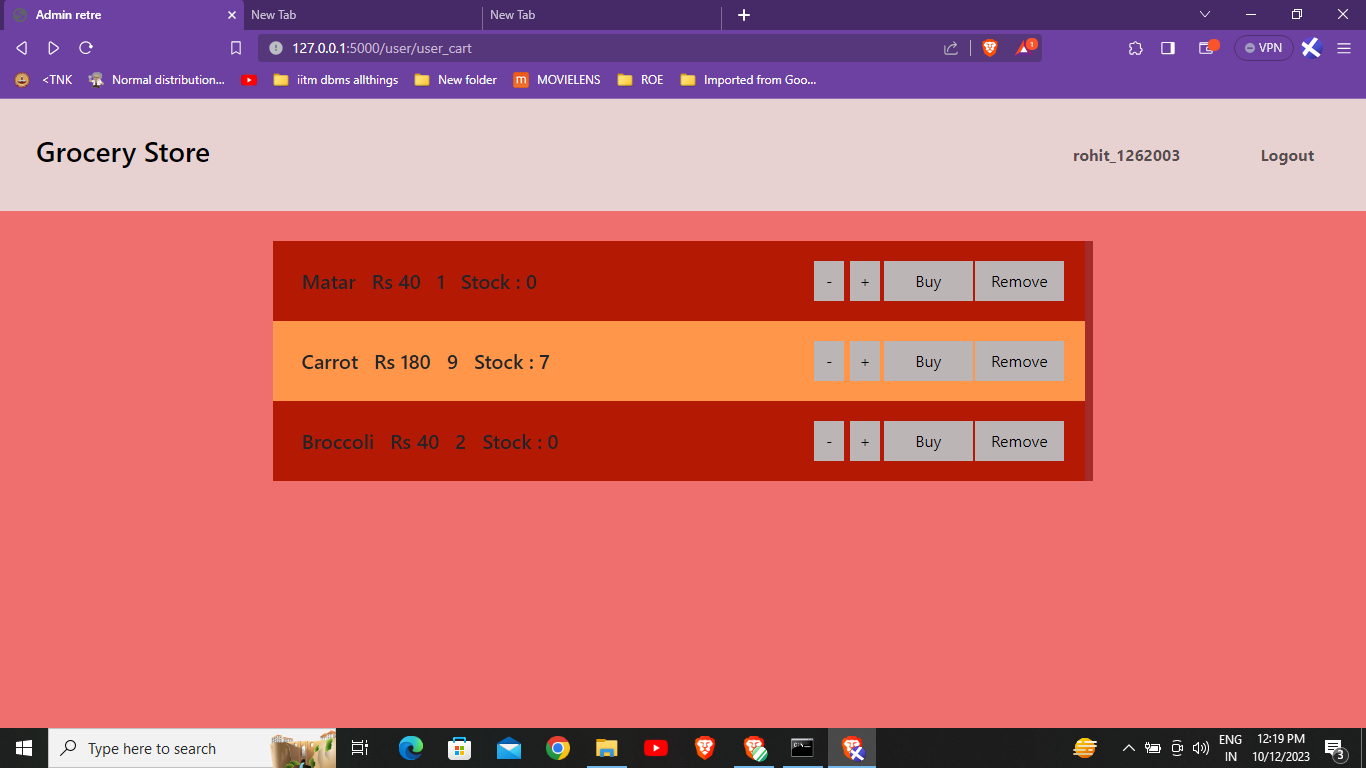 Admin retre New Tab New Tab
127.0.0.1:5000/user/user_cart 1 VPN
<TNK Normal distribution... iitm dbms allthings New folder m MOVIELENS ROE Imported from Goo...
Grocery Store rohit_1262003 Logout
Matar Rs 40 1 Stock : 0 - + Buy Remove
Carrot Rs 180 9 Stock : 7 - + Buy Remove
Broccoli Rs 40 2 Stock : 0 - + Buy Remove
Type here to search
ENG 12:19 PM
IN 10/12/2023 3